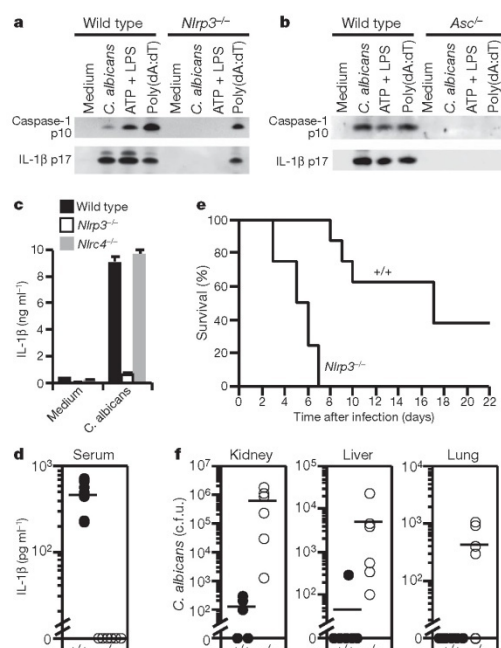 a
Wild type Nlrp3–/–
Medium
C. albicans
ATP + LPS
Poly(dA:dT)
Medium
C. albicans
ATP + LPS
Poly(dA:dT)
Caspase-1
p10
IL-1β p17
b
Wild type Asc–/–
Medium
C. albicans
ATP + LPS
Poly(dA:dT)
Medium
C. albicans
ATP + LPS
Poly(dA:dT)
Caspase-1
p10
IL-1β p17
c
Wild type
Nlrp3–/–
Nlrc4–/–
IL-1β (ng ml–1)
10
8
6
4
2
0
Medium
C. albicans
e
Survival (%)
100
80
60
40
20
0
+/+
Nlrp3–/–
0 2 4 6 8 10 12 14 16 18 20 22
Time after infection (days)
d
Serum
IL-1β (pg ml–1)
10³
10²
0
f
Kidney
C. albicans (c.f.u.)
10⁷
10⁶
10⁵
10⁴
10³
10²
0
Liver
10⁵
10⁴
10³
10²
0
Lung
10⁴
10³
10²
0